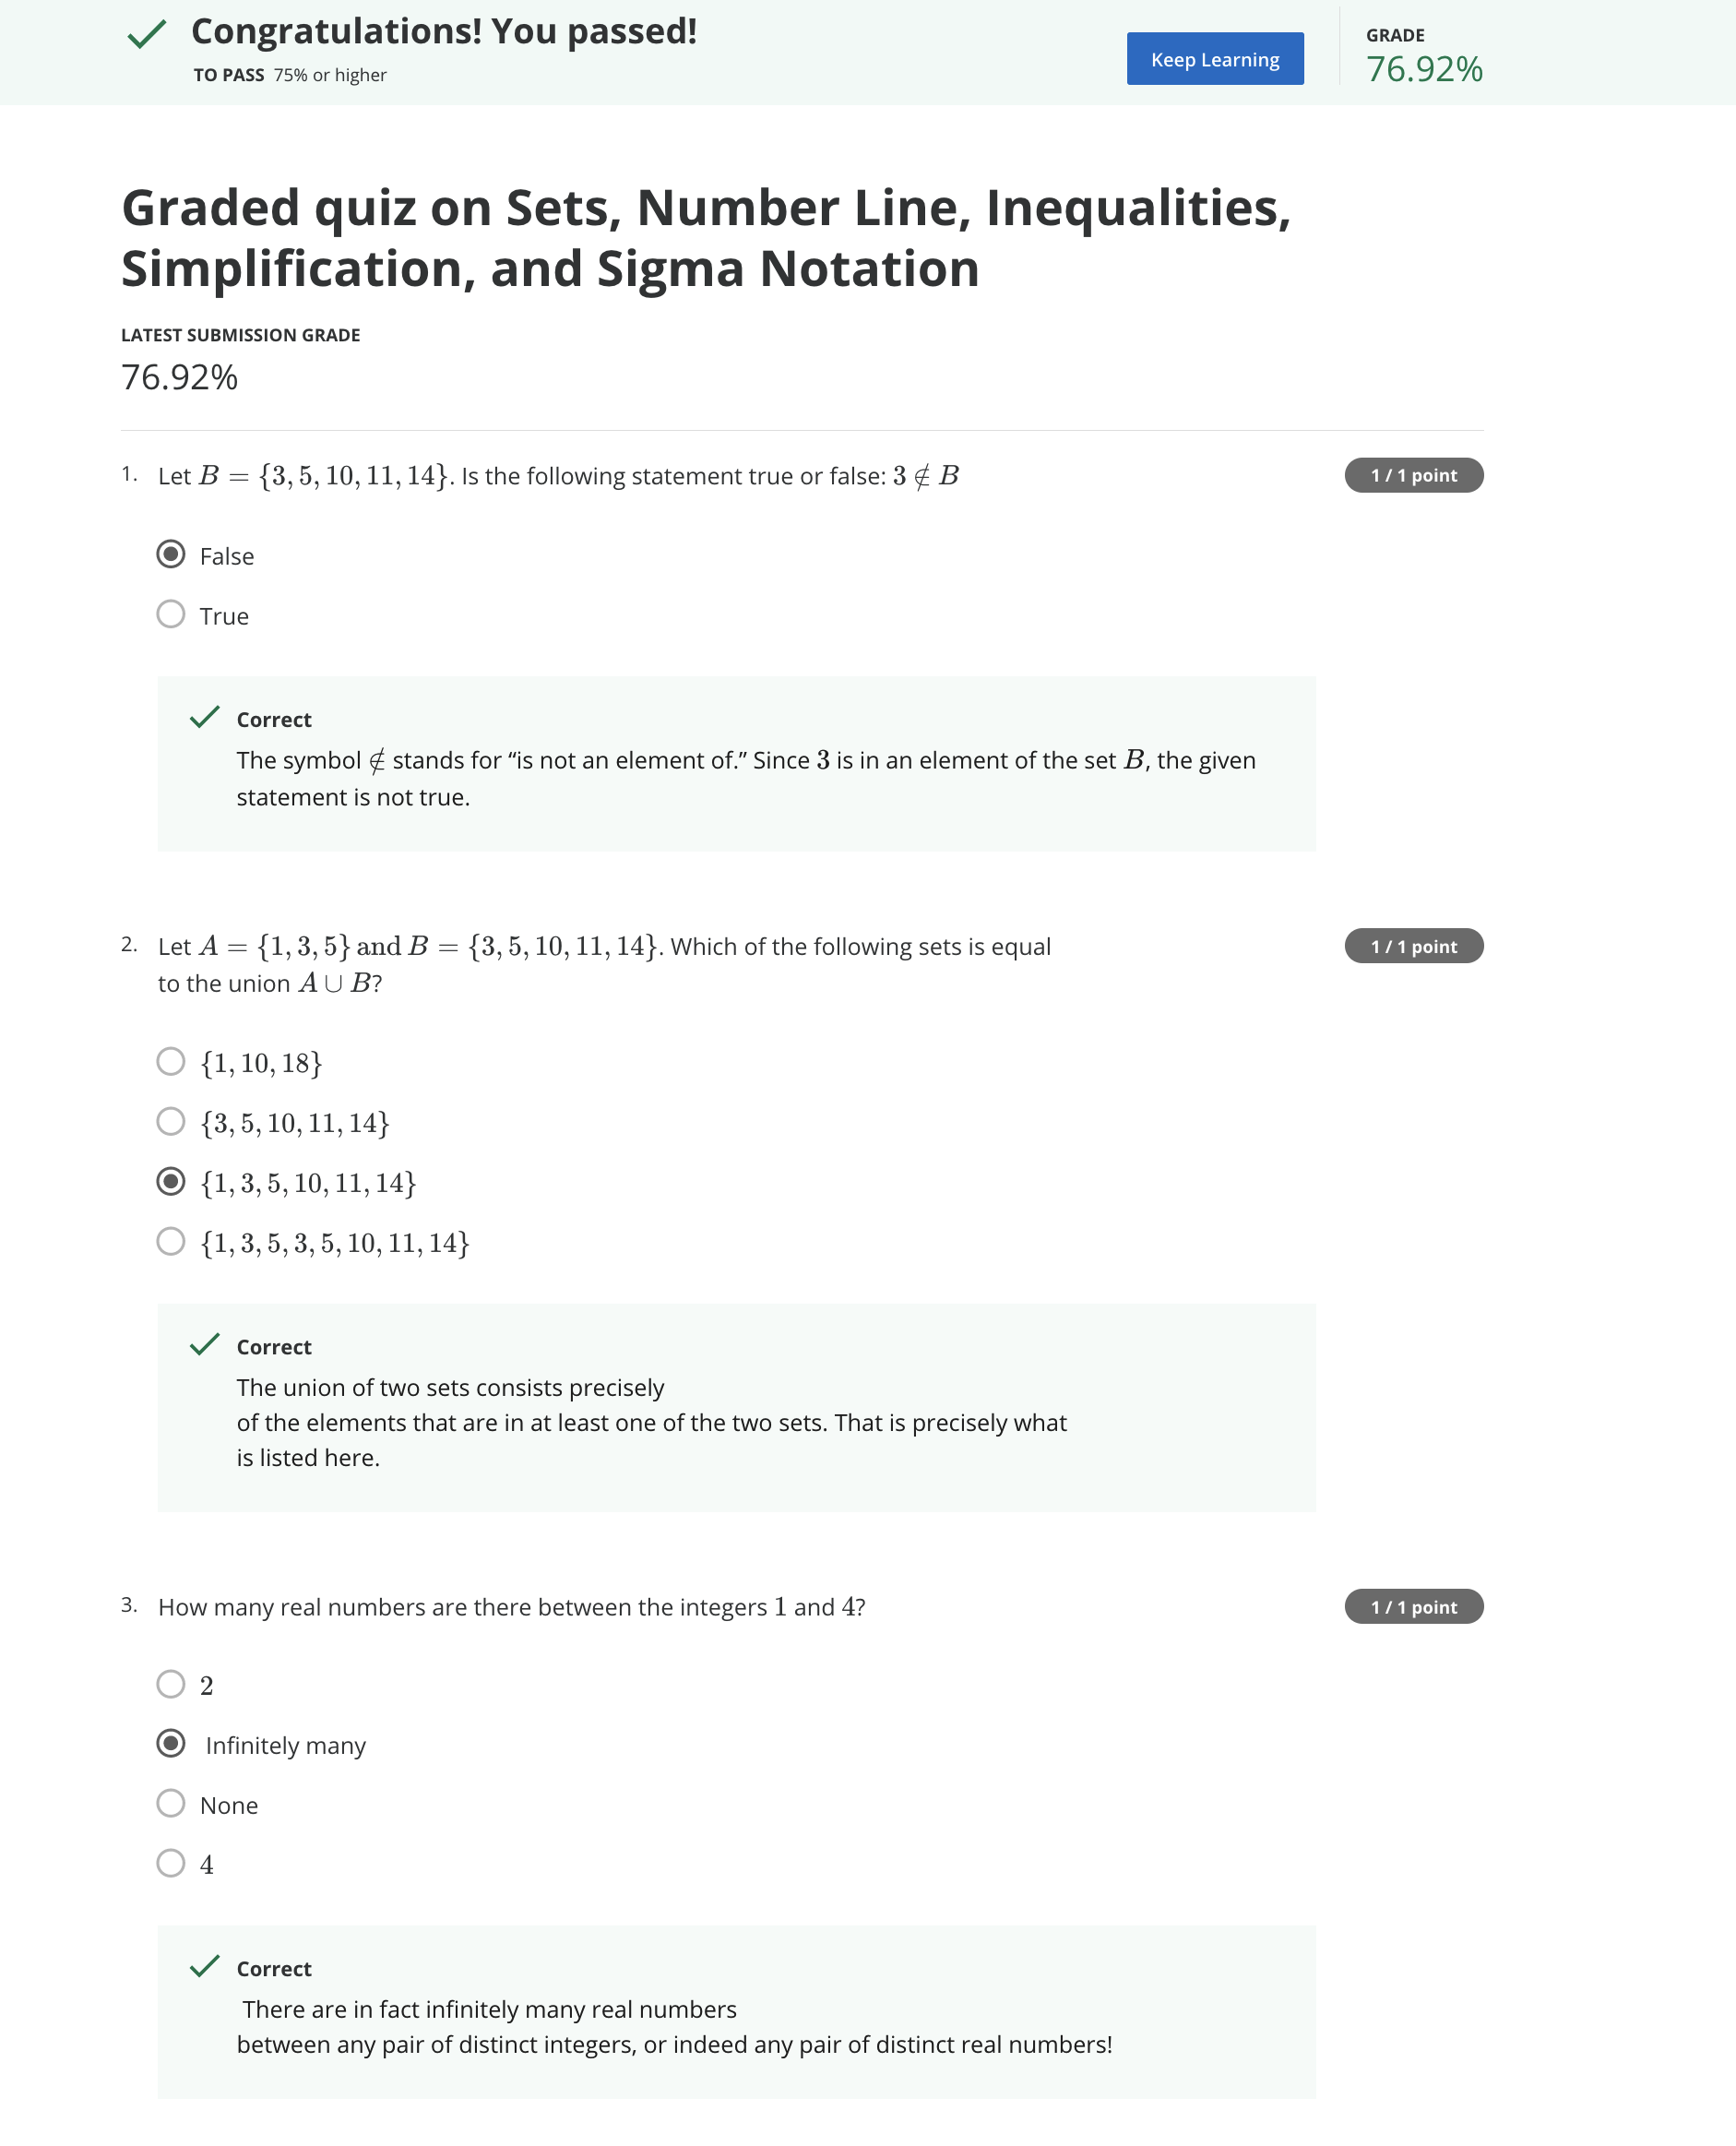 Congratulations! You passed!
TO PASS 75% or higher
Keep Learning
GRADE
76.92%
Graded quiz on Sets, Number Line, Inequalities,
Simplification, and Sigma Notation
LATEST SUBMISSION GRADE
76.92%
1. Let B = {3, 5, 10, 11, 14}. Is the following statement true or false: 3 ∉ B
1 / 1 point
False
True
Correct
The symbol ∉ stands for “is not an element of.” Since 3 is in an element of the set B, the given
statement is not true.
2. Let A = {1, 3, 5} and B = {3, 5, 10, 11, 14}. Which of the following sets is equal
to the union A ∪ B?
1 / 1 point
{1, 10, 18}
{3, 5, 10, 11, 14}
{1, 3, 5, 10, 11, 14}
{1, 3, 5, 3, 5, 10, 11, 14}
Correct
The union of two sets consists precisely
of the elements that are in at least one of the two sets. That is precisely what
is listed here.
3. How many real numbers are there between the integers 1 and 4?
1 / 1 point
2
Infinitely many
None
4
Correct
There are in fact infinitely many real numbers
between any pair of distinct integers, or indeed any pair of distinct real numbers!